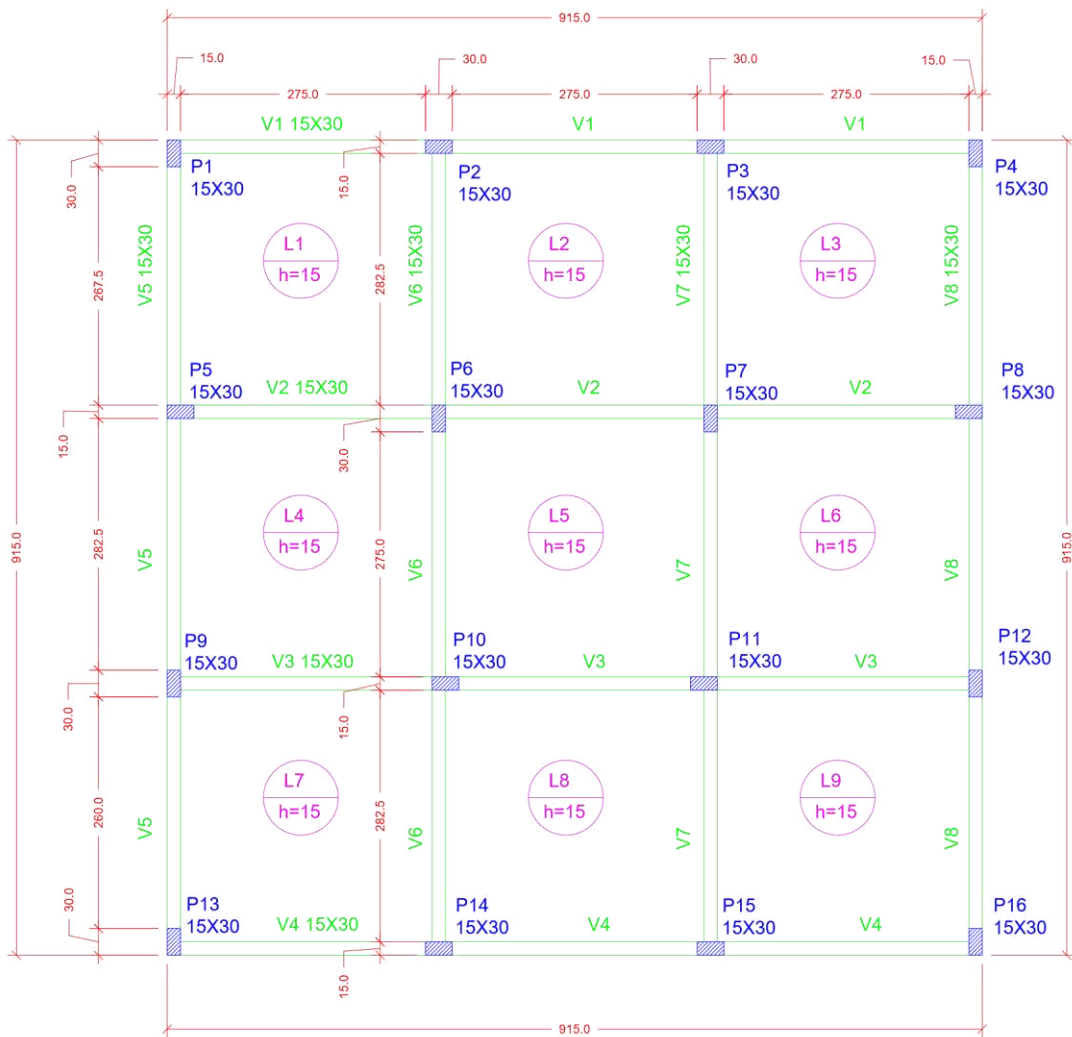 915.0
15.0
30.0
30.0
15.0
275.0
275.0
275.0
V1 15X30
V1
V1
30.0
15.0
P1
15X30
P2
15X30
P3
15X30
P4
15X30
267.5
V5 15X30
L1
h=15
282.5
V6 15X30
L2
h=15
V7 15X30
L3
h=15
V8 15X30
P5
15X30
V2 15X30
P6
15X30
V2
P7
15X30
V2
P8
15X30
15.0
30.0
915.0
282.5
V5
L4
h=15
275.0
V6
L5
h=15
V7
L6
h=15
V8
915.0
P9
15X30
V3 15X30
P10
15X30
V3
P11
15X30
V3
P12
15X30
30.0
15.0
260.0
V5
L7
h=15
282.5
V6
L8
h=15
V7
L9
h=15
V8
30.0
P13
15X30
V4 15X30
P14
15X30
V4
P15
15X30
V4
P16
15X30
15.0
915.0